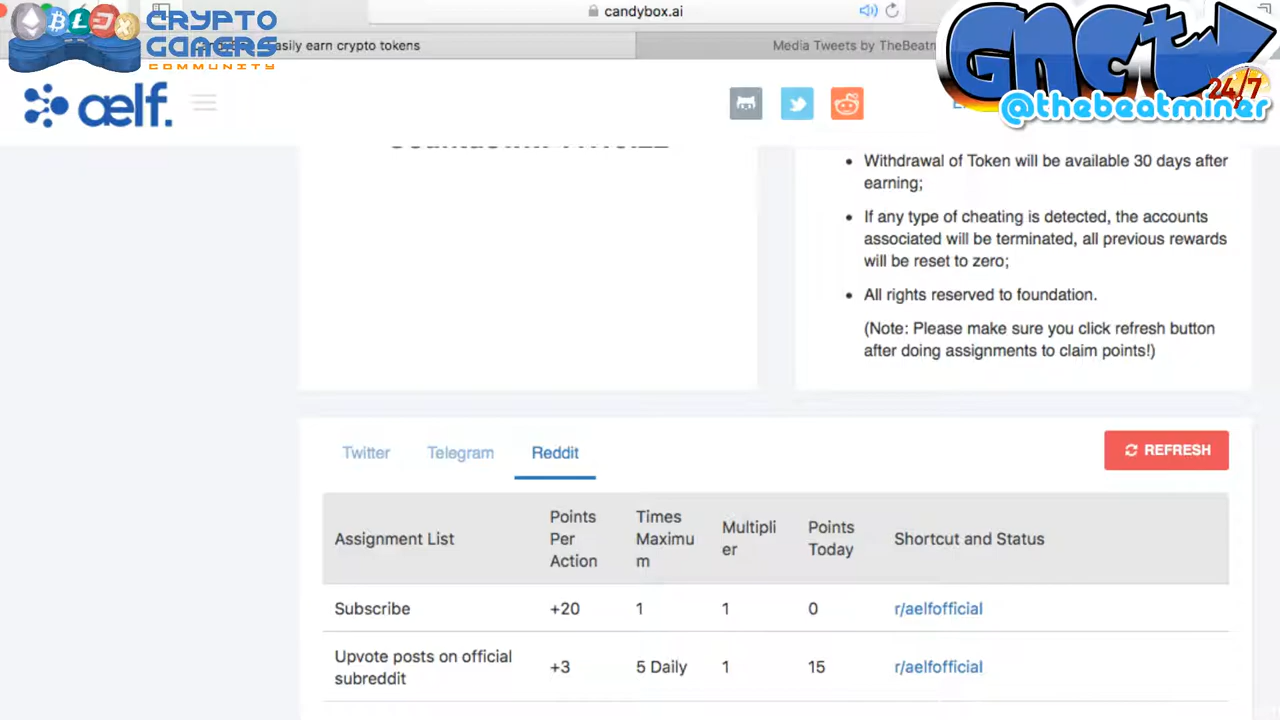 CRYPTO
GAMERS
COMMUNITY
candybox.ai
asily earn crypto tokens
Media Tweets by TheBeatm
GNCTV
24/7
@thebeatminer
ælf.
Withdrawal of Token will be available 30 days after
earning;
If any type of cheating is detected, the accounts
associated will be terminated, all previous rewards
will be reset to zero;
All rights reserved to foundation.
(Note: Please make sure you click refresh button
after doing assignments to claim points!)
Twitter
Telegram
Reddit
REFRESH
Assignment List
Points
Per
Action
Times
Maximu
m
Multipli
er
Points
Today
Shortcut and Status
Subscribe
+20
1
1
0
r/aelfofficial
Upvote posts on official
subreddit
+3
5 Daily
1
15
r/aelfofficial